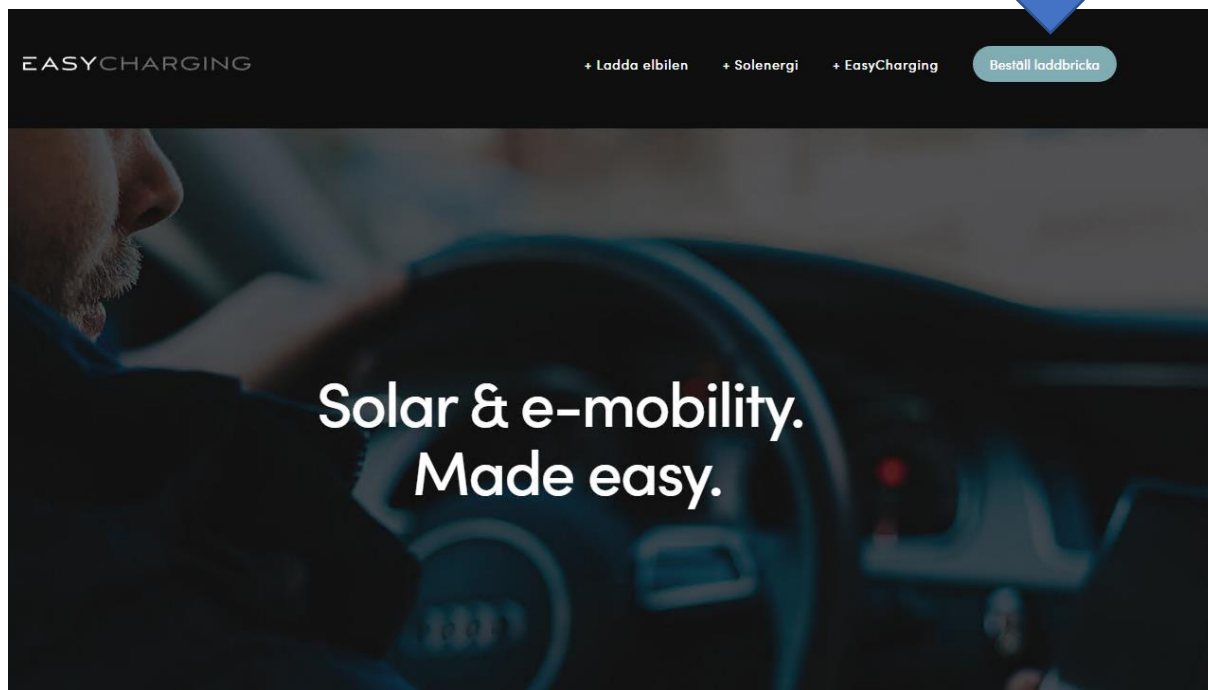 EASYCHARGING
+ Ladda elbilen + Solenergi + EasyCharging Beställ laddbricka
Solar & e-mobility.
Made easy.